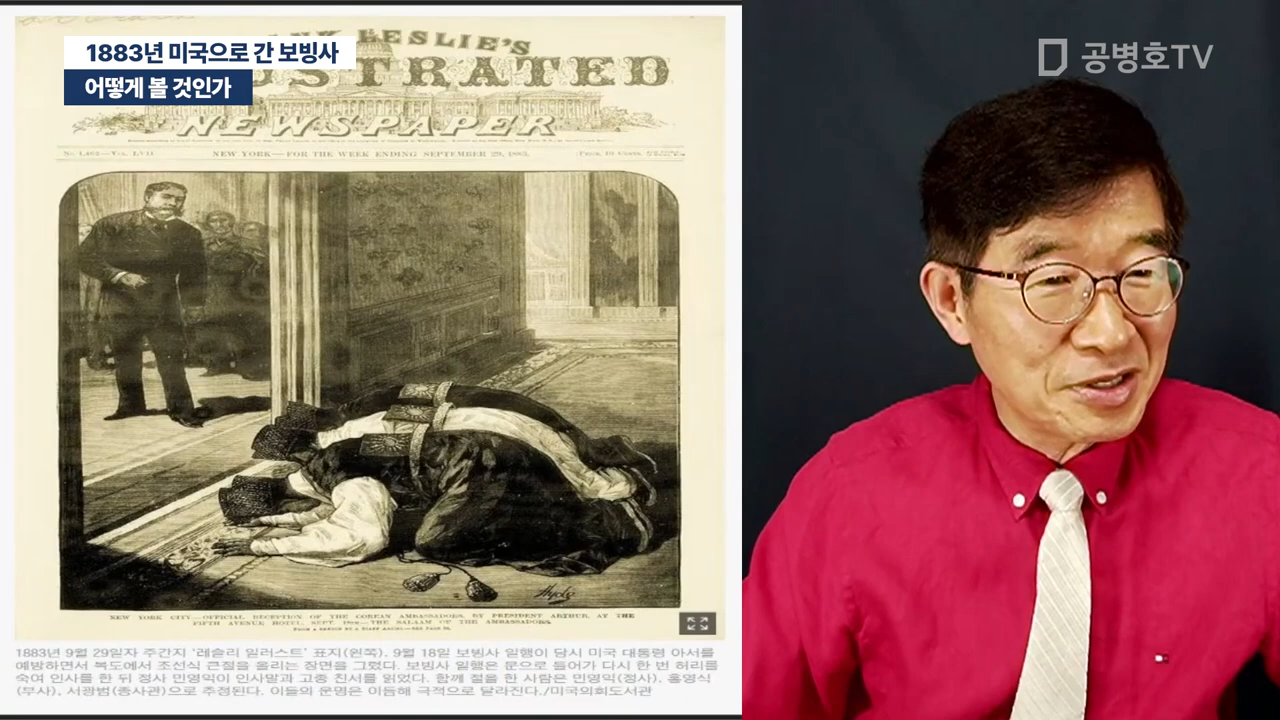 1883년 미국으로 간 보빙사
어떻게 볼 것인가
공병호TV
LESLIE'S
USTRATED
NEWSPAPER
NEW YORK—FOR THE WEEK ENDING SEPTEMBER 29, 1883.
Hyde
NEW YORK CITY.—OFFICIAL RECEPTION OF THE COREAN AMBASSADORS, BY PRESIDENT ARTHUR, AT THE
FIFTH AVENUE HOTEL, SEPT. 18TH—THE SALAAM OF THE AMBASSADORS.
1883년 9월 29일자 주간지 '레슬리 일러스트' 표지(왼쪽). 9월 18일 보빙사 일행이 당시 미국 대통령 아서를
예방하면서 복도에서 조선식 큰절을 올리는 장면을 그렸다. 보빙사 일행은 문으로 들어가 다시 한 번 허리를
숙여 인사를 한 뒤 정사 민영익이 인사말과 고종 친서를 읽었다. 함께 절을 한 사람은 민영익(정사), 홍영식
(부사), 서광범(종사관)으로 추정된다. 이들의 운명은 이듬해 극적으로 달라진다./미국의회도서관